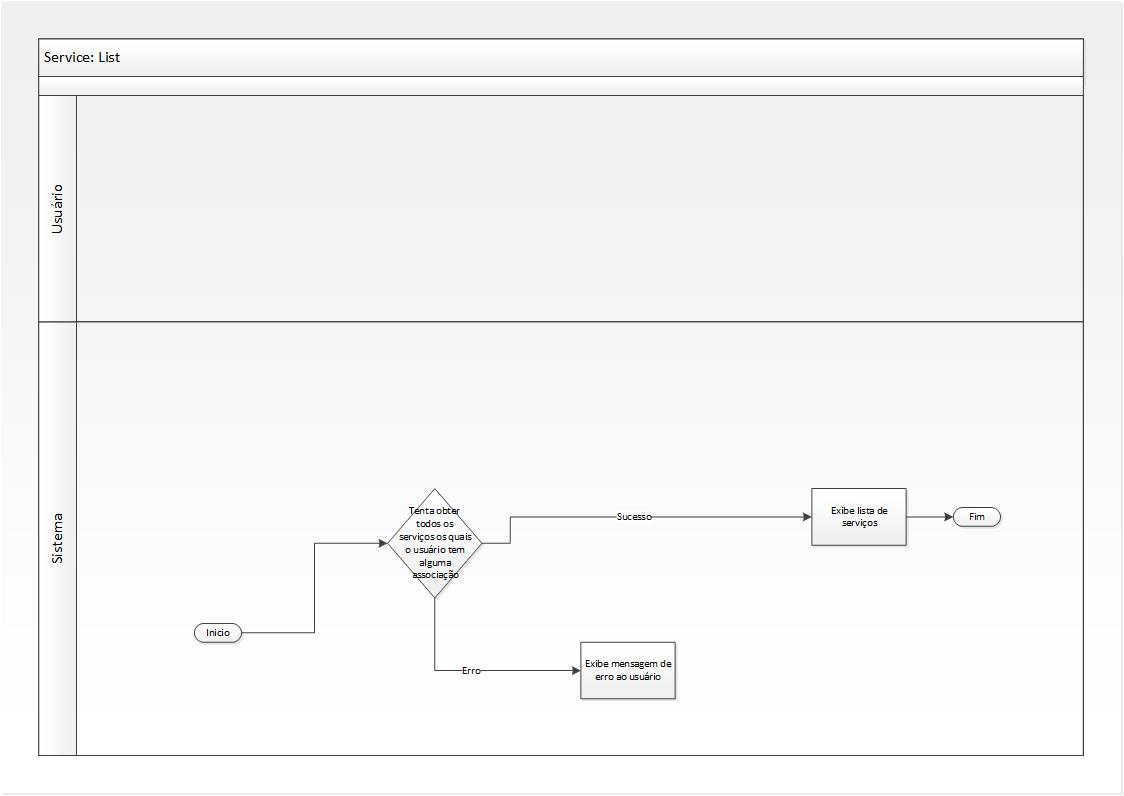 Service: List
Usuário
Sistema
Inicio
Tenta obter
todos os
serviços os quais
o usuário tem
alguma
associação
Sucesso
Exibe lista de
serviços
Fim
Erro
Exibe mensagem de
erro ao usuário